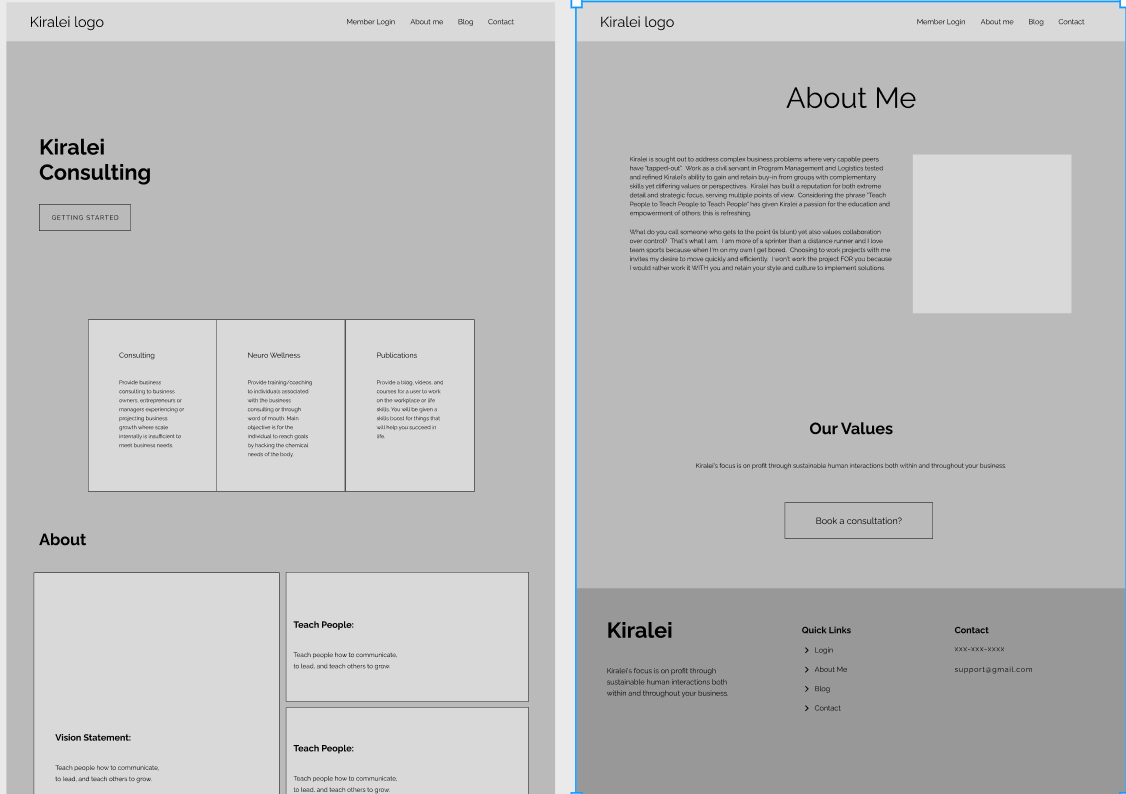 Kiralei logo
Member Login About me Blog Contact
Kiralei
Consulting
GETTING STARTED
Consulting
Provide business
consulting to business
owners, entrepreneurs or
managers experiencing or
projecting business
growth where scale
internally is insufficient to
meet business needs.
Neuro Wellness
Provide training/coaching
to individuals associated
with the business
consulting or through
word of mouth. Main
objective is for the
individual to reach goals
by hacking the chemical
needs of the body.
Publications
Provide a blog, videos, and
courses for a user to work
on the workplace or life
skills. You will be given a
skills boost for things that
will help you succeed in
life.
About
Vision Statement:
Teach people how to communicate,
to lead, and teach others to grow.
Teach People:
Teach people how to communicate,
to lead, and teach others to grow.
Teach People:
Teach people how to communicate,
to lead, and teach others to grow.
Kiralei logo
Member Login About me Blog Contact
About Me
Kiralei is sought out to address complex business problems where very capable peers
have "tapped-out". Work as a civil servant in Program Management and Logistics tested
and refined Kiralei's ability to gain and retain buy-in from groups with complementary
skills yet differing values or perspectives. Kiralei has built a reputation for both extreme
detail and strategic focus, serving multiple points of view. Considering the phrase "Teach
People to Teach People to Teach People" has given Kiralei a passion for the education and
empowerment of others; this is refreshing.
What do you call someone who gets to the point (is blunt) yet also values collaboration
over control? That's what I am. I am more of a sprinter than a distance runner and I love
team sports because when I'm on my own I get bored. Choosing to work projects with me
invites my desire to move quickly and efficiently. I won't work the project FOR you because
I would rather work it WITH you and retain your style and culture to implement solutions.
Our Values
Kiralei's focus is on profit through sustainable human interactions both within and throughout your business.
Book a consultation?
Kiralei
Kiralei's focus is on profit through
sustainable human interactions both
within and throughout your business.
Quick Links
Login
About Me
Blog
Contact
Contact
xxx-xxx-xxxx
support@gmail.com